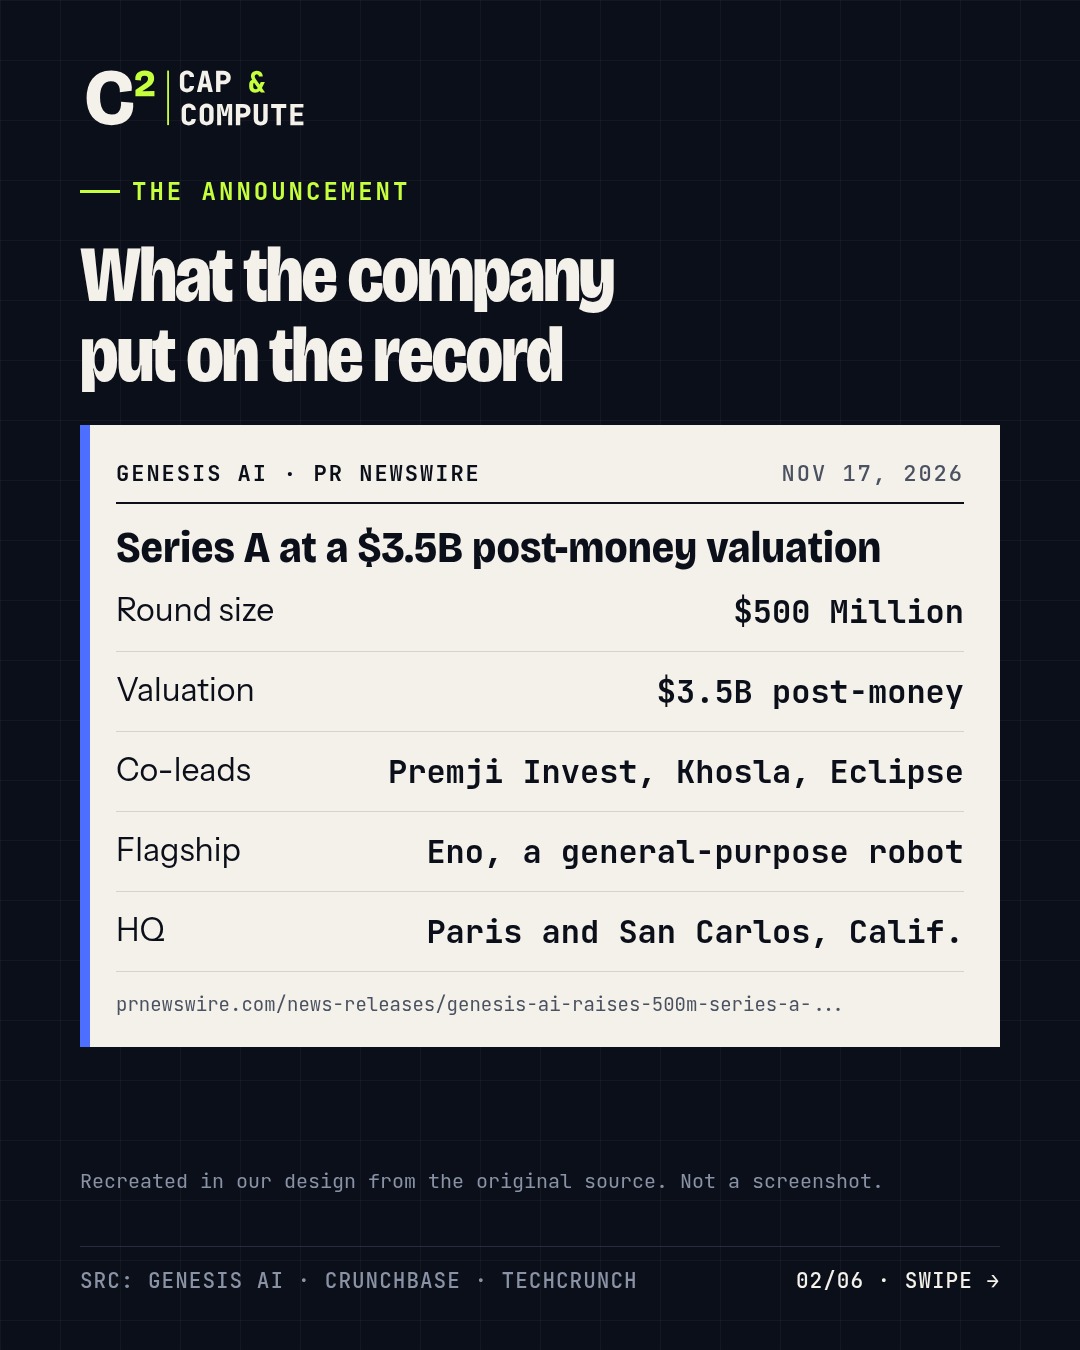 C² CAP &
COMPUTE
THE ANNOUNCEMENT
What the company
put on the record
GENESIS AI · PR NEWSWIRE NOV 17, 2026
Series A at a $3.5B post-money valuation
Round size $500 Million
Valuation $3.5B post-money
Co-leads Premji Invest, Khosla, Eclipse
Flagship Eno, a general-purpose robot
HQ Paris and San Carlos, Calif.
prnewswire.com/news-releases/genesis-ai-raises-500m-series-a-...
Recreated in our design from the original source. Not a screenshot.
SRC: GENESIS AI · CRUNCHBASE · TECHCRUNCH 02/06 · SWIPE →